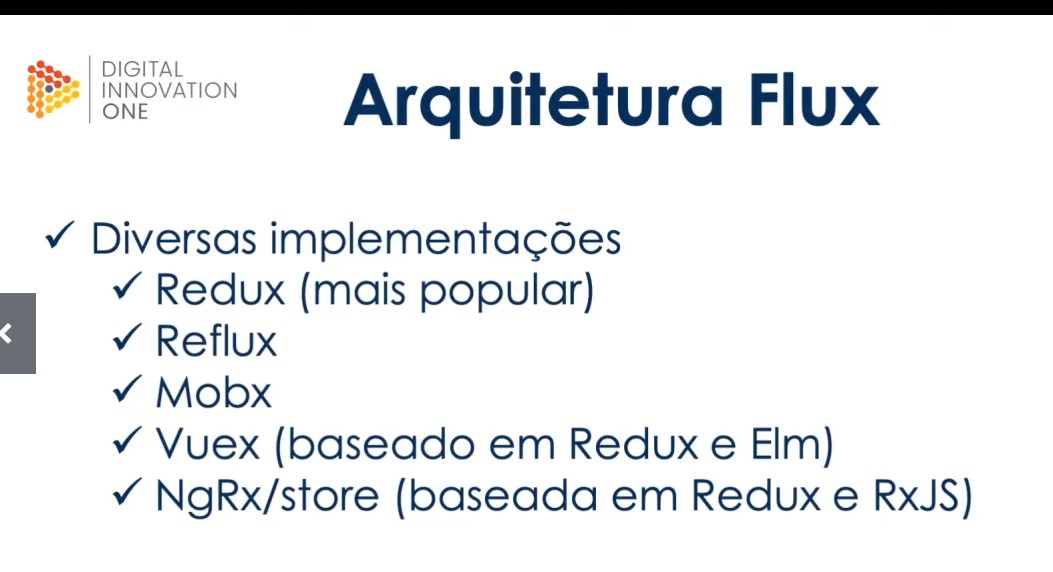 DIGITAL
INNOVATION
ONE
Arquitetura Flux
✓ Diversas implementações
✓ Redux (mais popular)
✓ Reflux
✓ Mobx
✓ Vuex (baseado em Redux e Elm)
✓ NgRx/store (baseada em Redux e RxJS)